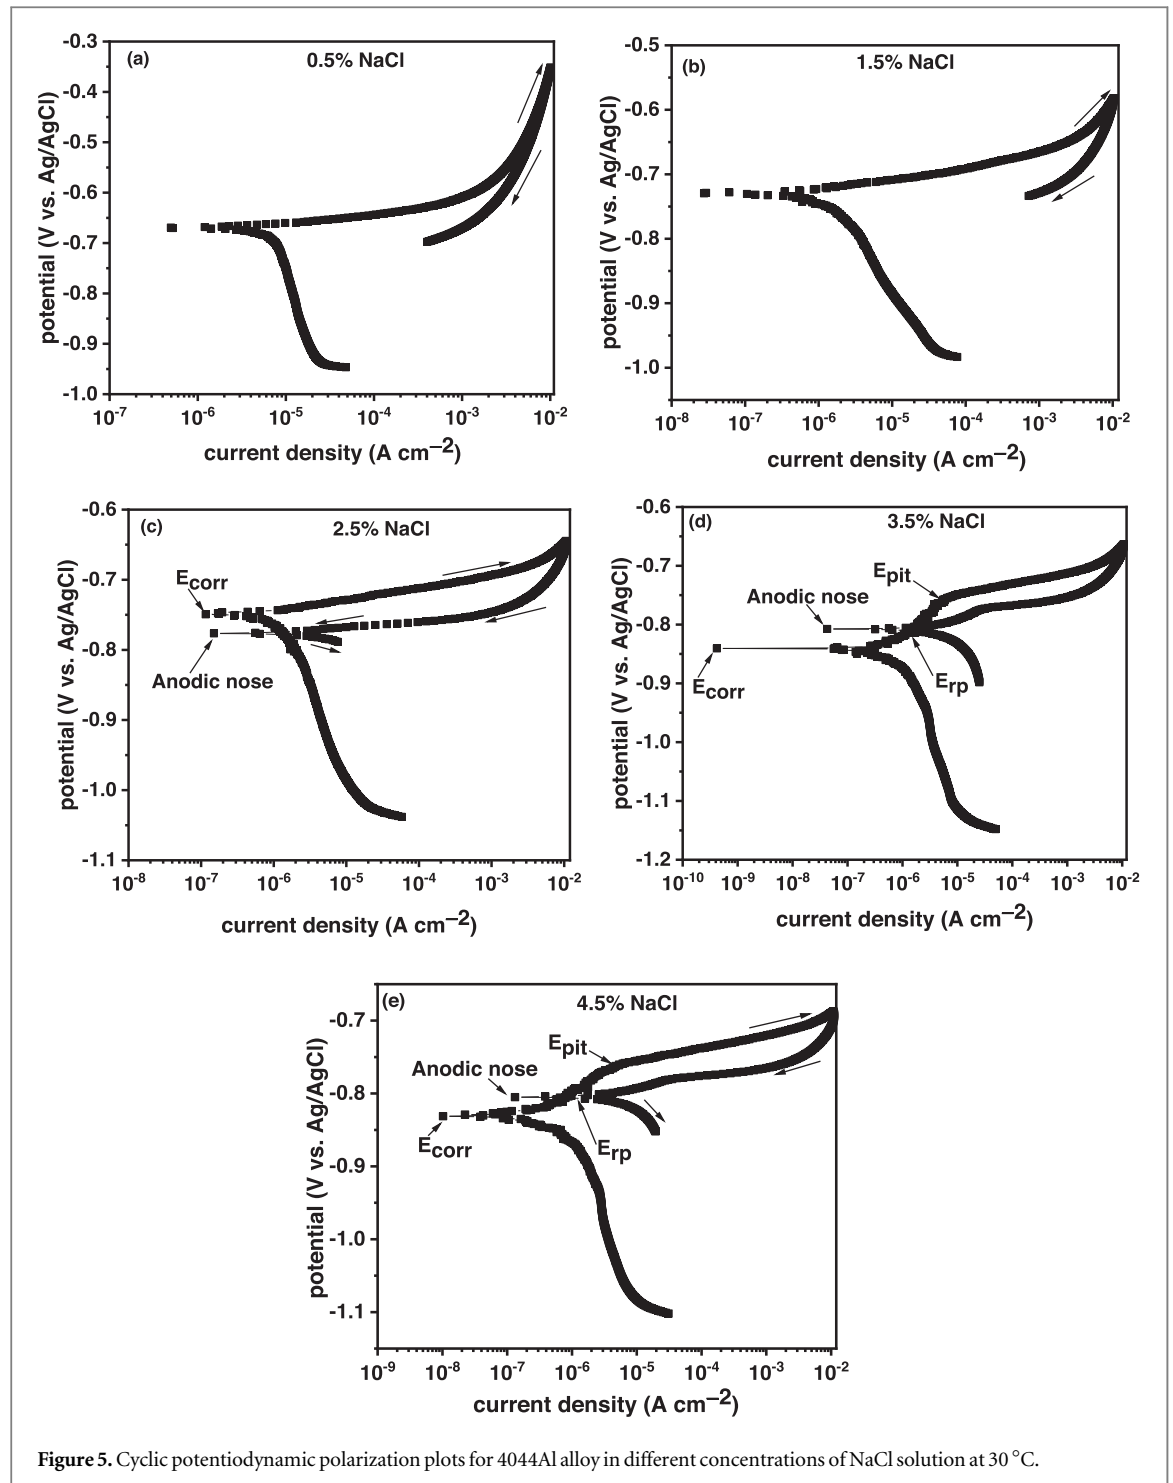 (a)
0.5% NaCl
-0.3
-0.4
-0.5
-0.6
-0.7
-0.8
-0.9
-1.0
potential (V vs. Ag/AgCl)
10-7 10-6 10-5 10-4 10-3 10-2
current density (A cm−2)
(b)
1.5% NaCl
-0.5
-0.6
-0.7
-0.8
-0.9
-1.0
potential (V vs. Ag/AgCl)
10-8 10-7 10-6 10-5 10-4 10-3 10-2
current density (A cm−2)
(c)
2.5% NaCl
-0.6
-0.7
-0.8
-0.9
-1.0
-1.1
potential (V vs. Ag/AgCl)
Ecorr
Anodic nose
10-8 10-7 10-6 10-5 10-4 10-3 10-2
current density (A cm−2)
(d)
3.5% NaCl
-0.6
-0.7
-0.8
-0.9
-1.0
-1.1
-1.2
potential (V vs. Ag/AgCl)
Epit
Anodic nose
Ecorr
Erp
10-10 10-9 10-8 10-7 10-6 10-5 10-4 10-3 10-2
current density (A cm−2)
(e)
4.5% NaCl
-0.7
-0.8
-0.9
-1.0
-1.1
potential (V vs. Ag/AgCl)
Epit
Anodic nose
Ecorr
Erp
10-9 10-8 10-7 10-6 10-5 10-4 10-3 10-2
current density (A cm−2)
Figure 5. Cyclic potentiodynamic polarization plots for 4044Al alloy in different concentrations of NaCl solution at 30 °C.